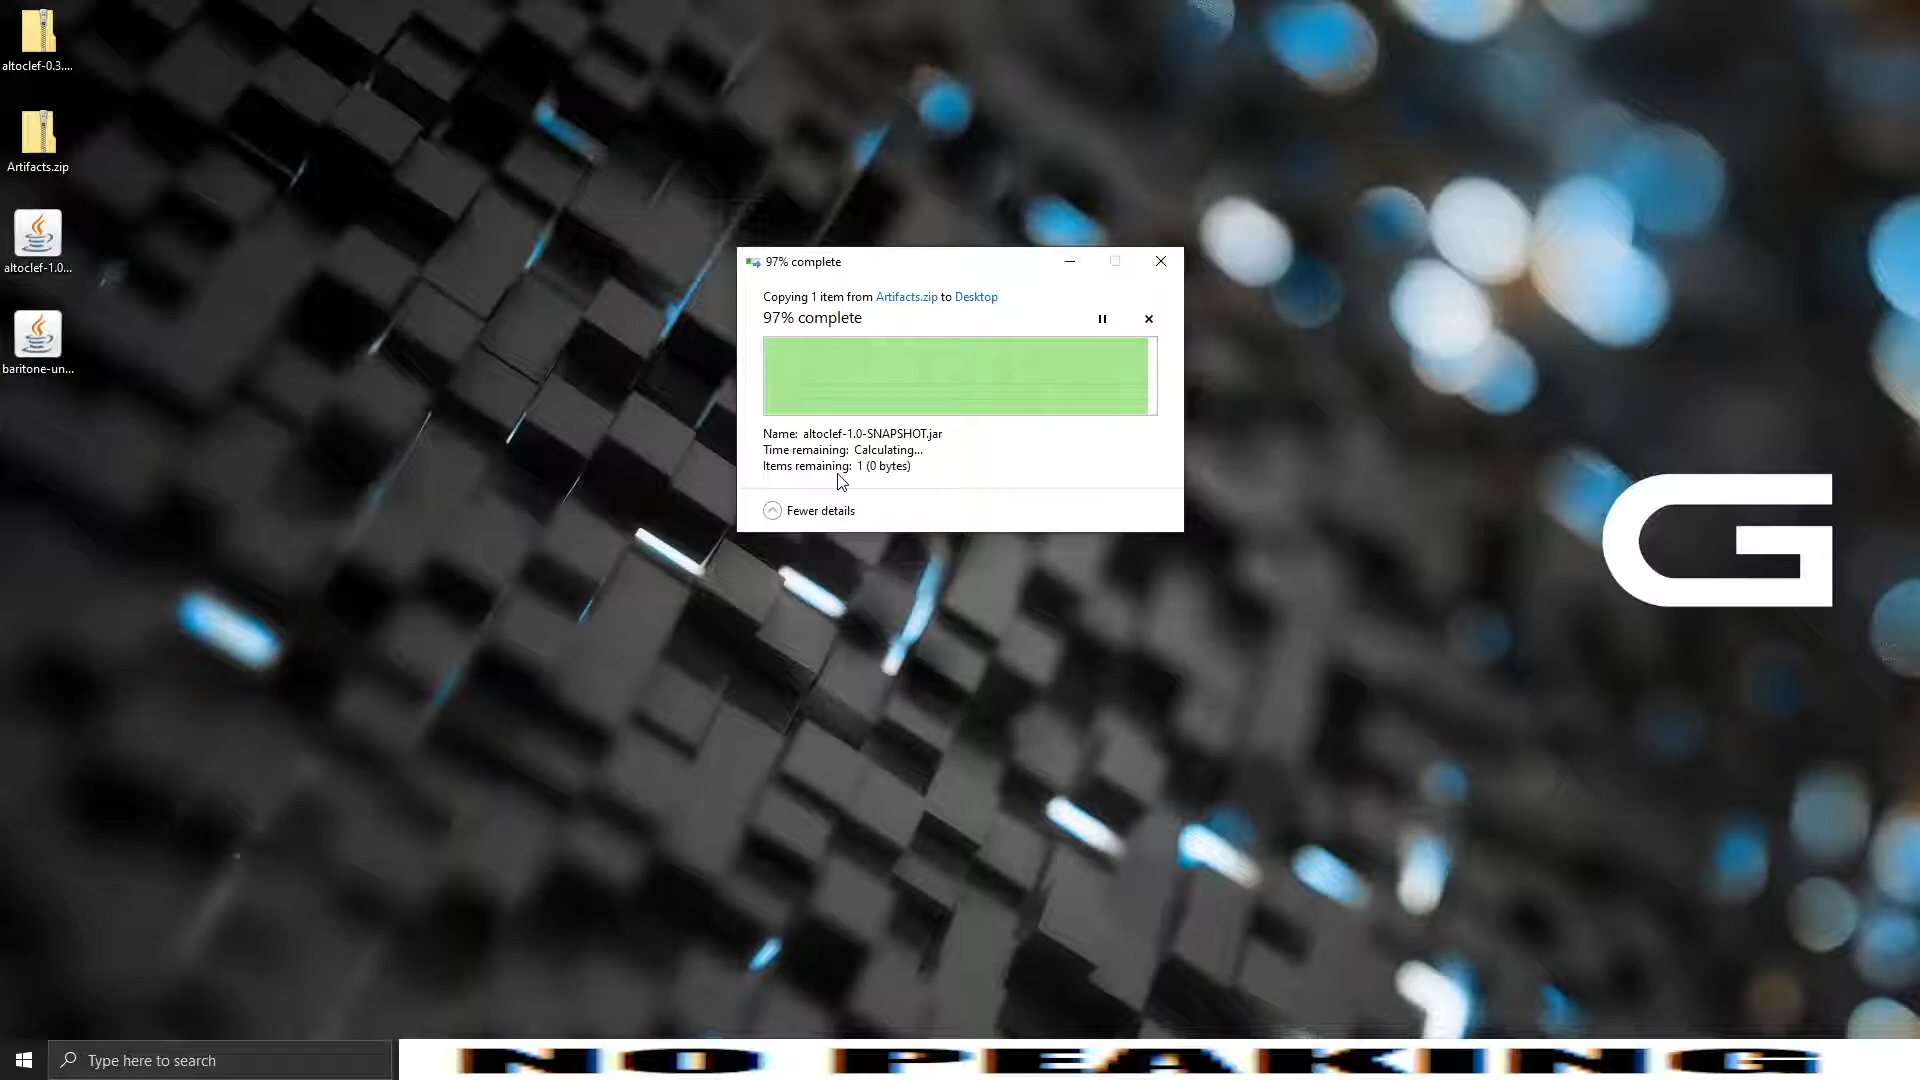 altoclef-0.3....
Artifacts.zip
altoclef-1.0...
baritone-un...
97% complete
Copying 1 item from Artifacts.zip to Desktop
97% complete
Name: altoclef-1.0-SNAPSHOT.jar
Time remaining: Calculating...
Items remaining: 1 (0 bytes)
Fewer details
G
Type here to search
NO PEAKING